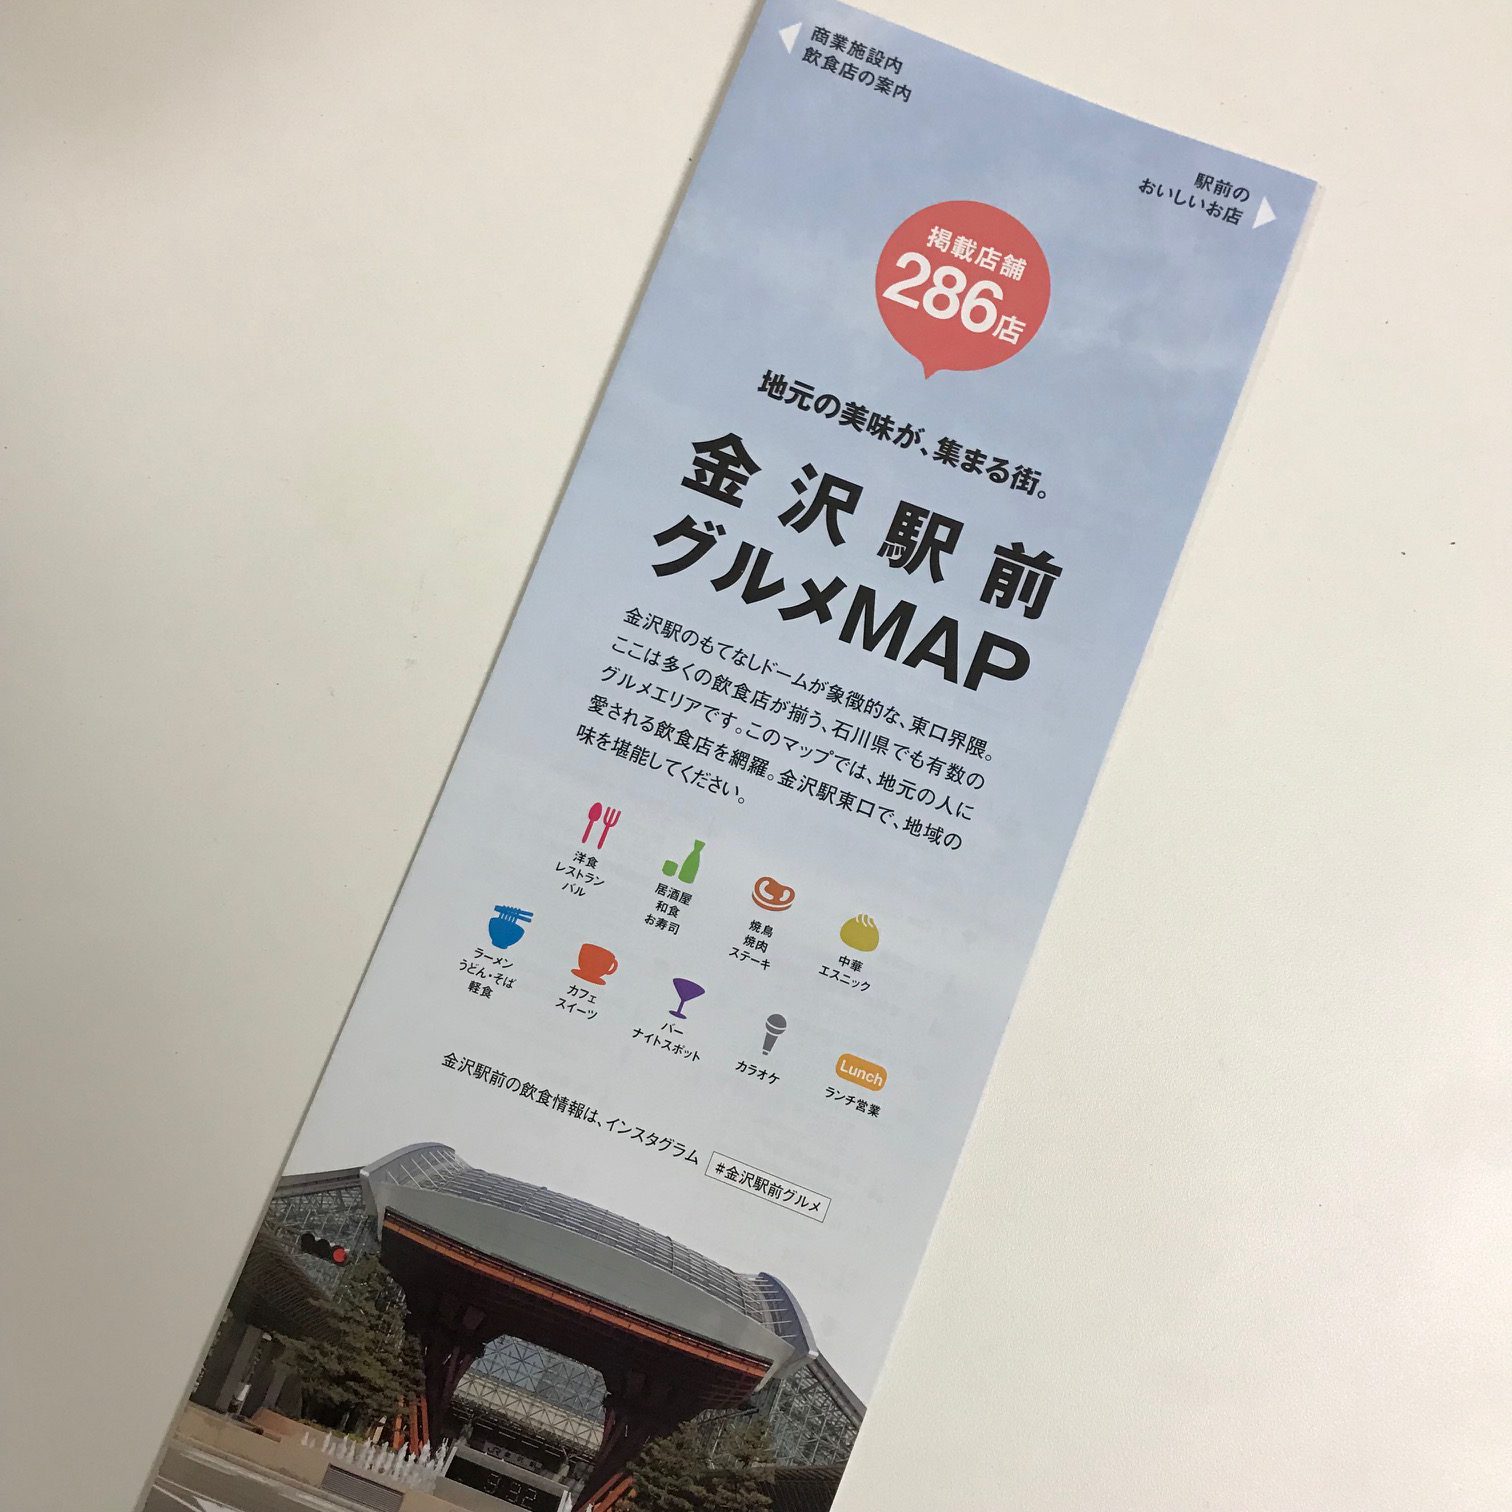 商業施設内
飲食店の案内
駅前の
おいしいお店
掲載店舗
286店
地元の美味が、集まる街。
金沢駅前
グルメMAP
金沢駅のもてなしドームが象徴的な、東口界隈。
ここは多くの飲食店が揃う、石川県でも有数の
グルメエリアです。このマップでは、地元の人に
愛される飲食店を網羅。金沢駅東口で、地域の
味を堪能してください。
洋食
レストラン
バル
居酒屋
和食
お寿司
焼鳥
焼肉
ステーキ
中華
エスニック
ラーメン
うどん・そば
軽食
カフェ
スイーツ
バー
ナイトスポット
カラオケ
Lunch
ランチ営業
金沢駅前の飲食情報は、インスタグラム #金沢駅前グルメ